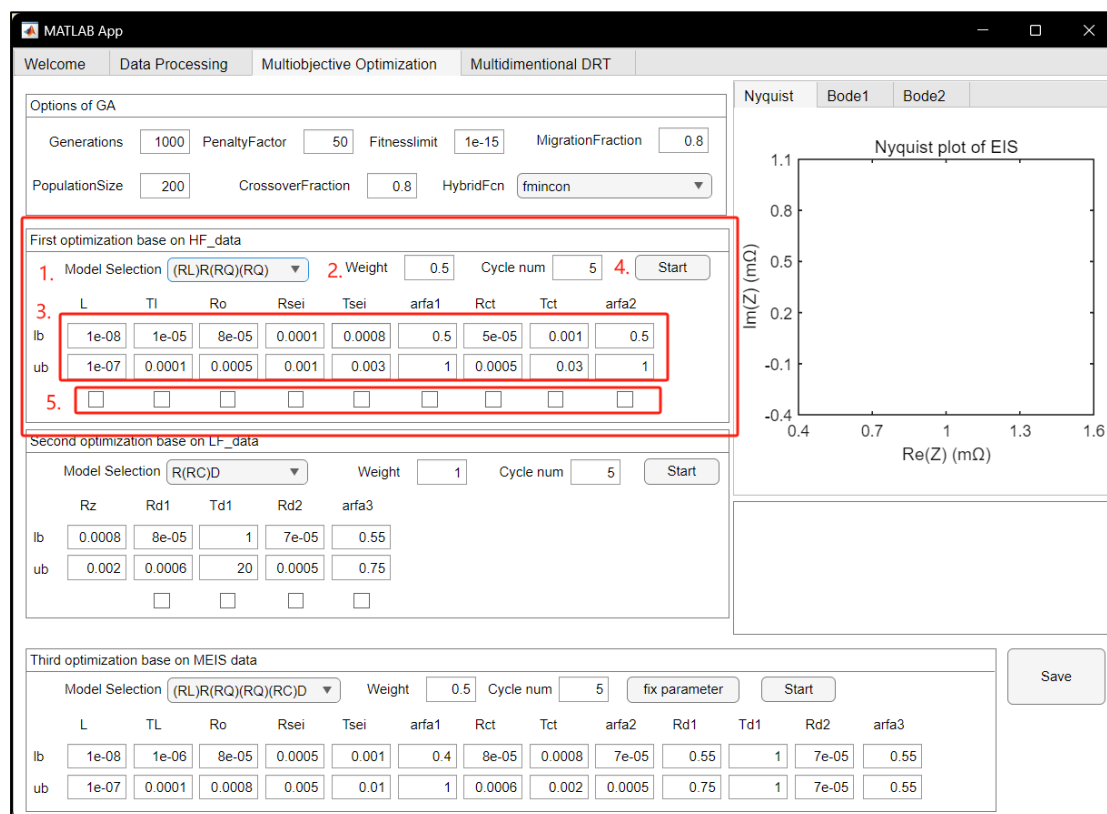 MATLAB App
Welcome Data Processing Multiobjective Optimization Multidimentional DRT
Options of GA
Generations 1000 PenaltyFactor 50 Fitnesslimit 1e-15 MigrationFraction 0.8
PopulationSize 200 CrossoverFraction 0.8 HybridFcn fmincon
First optimization base on HF_data
1. Model Selection (RL)R(RQ)(RQ) 2. Weight 0.5 Cycle num 5 4. Start
L Tl Ro Rsei Tsei arfa1 Rct Tct arfa2
3.
lb 1e-08 1e-05 8e-05 0.0001 0.0008 0.5 5e-05 0.001 0.5
ub 1e-07 0.0001 0.0005 0.001 0.003 1 0.0005 0.03 1
5.
Second optimization base on LF_data
Model Selection R(RC)D Weight 1 Cycle num 5 Start
Rz Rd1 Td1 Rd2 arfa3
lb 0.0008 8e-05 1 7e-05 0.55
ub 0.002 0.0006 20 0.0005 0.75
Third optimization base on MEIS data
Model Selection (RL)R(RQ)(RQ)(RC)D Weight 0.5 Cycle num 5 fix parameter Start
L TL Ro Rsei Tsei arfa1 Rct Tct arfa2 Rd1 Td1 Rd2 arfa3
lb 1e-08 1e-06 8e-05 0.0005 0.001 0.4 8e-05 0.0008 7e-05 0.55 1 7e-05 0.55
ub 1e-07 0.0001 0.0008 0.005 0.01 1 0.0006 0.002 0.0005 0.75 1 7e-05 0.55
Nyquist Bode1 Bode2
Nyquist plot of EIS
1.1
0.8
0.5
0.2
-0.1
-0.4
Im(Z) (mΩ)
0.4 0.7 1 1.3 1.6
Re(Z) (mΩ)
Save